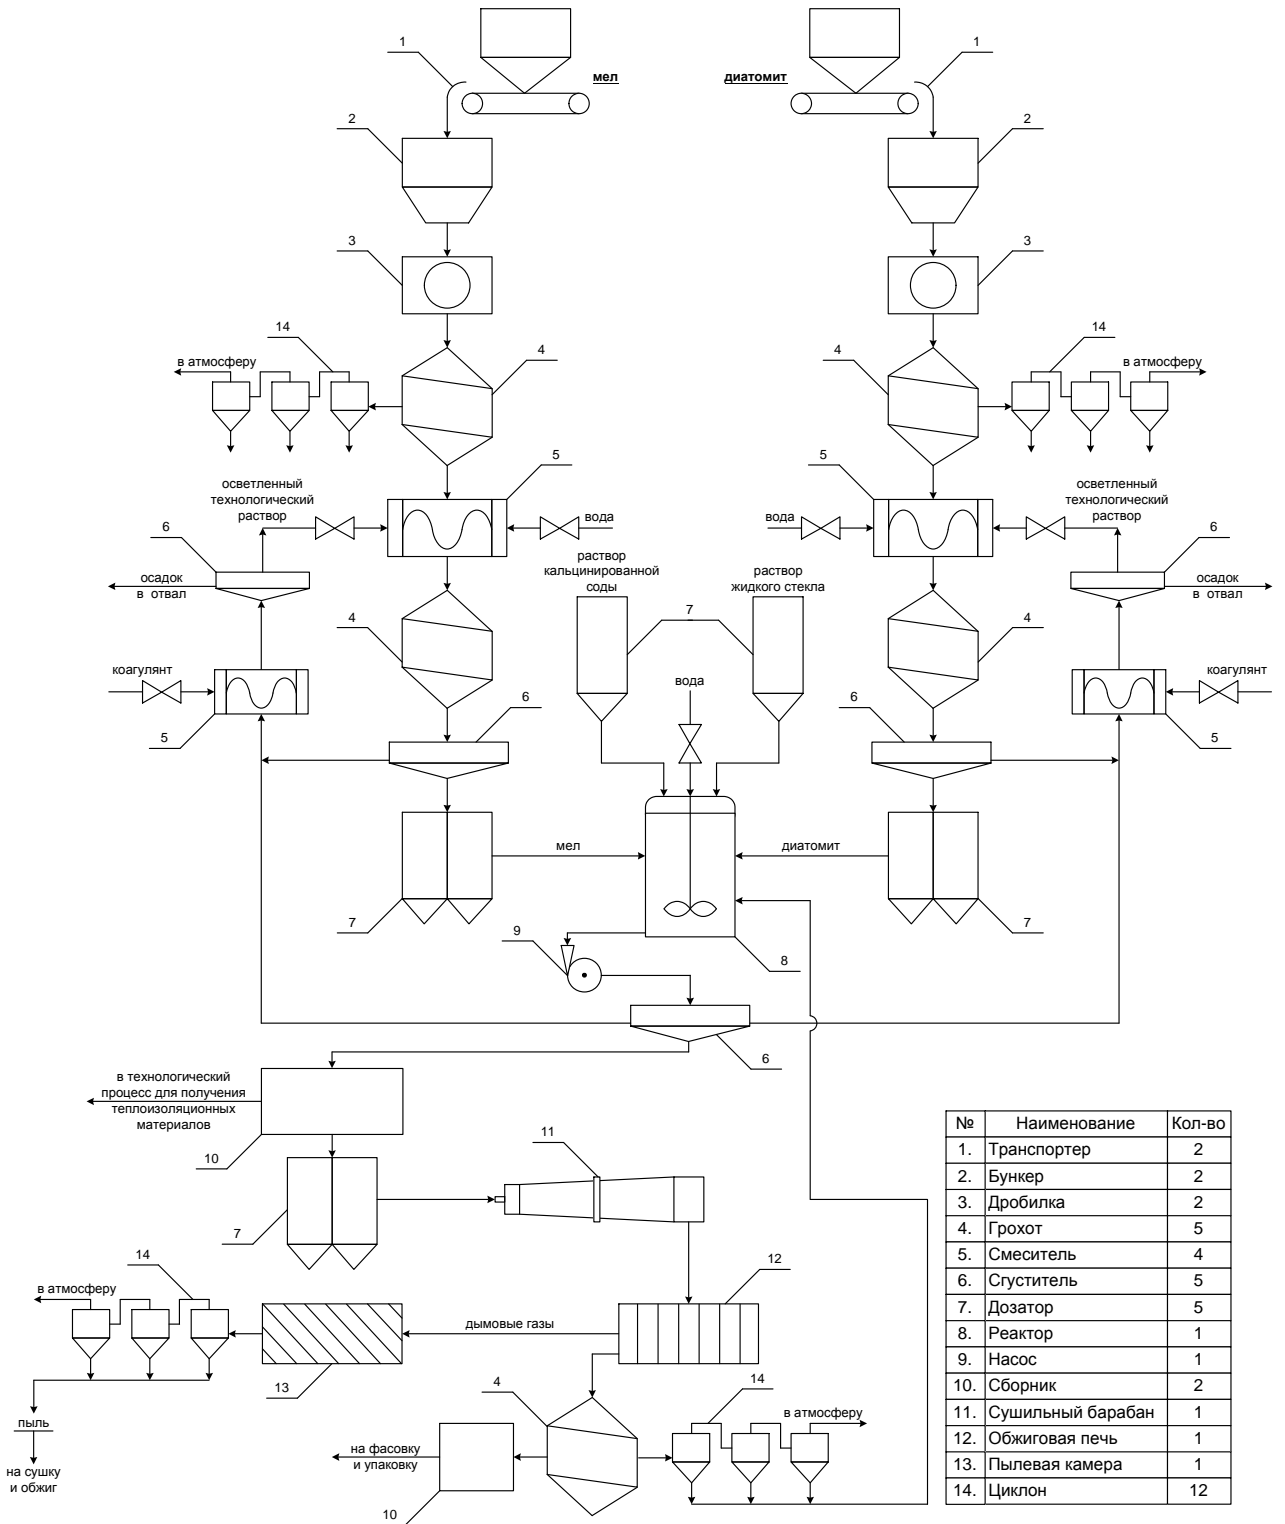 1
1
мел
диатомит
2
2
3
3
14
14
4
4
в атмосферу
в атмосферу
5
5
осветленный
технологический
раствор
осветленный
технологический
раствор
6
вода
вода
6
раствор
кальцинированной
соды
раствор
жидкого стекла
осадок
в отвал
осадок
в отвал
4
7
4
коагулянт
вода
коагулянт
6
6
5
5
мел
диатомит
7
9
7
8
6
в технологический
процесс для получения
теплоизоляционных
материалов
10
11
7
14
12
в атмосферу
дымовые газы
13
4
14
в атмосферу
пыль
на фасовку
и упаковку
на сушку
и обжиг
10
№ Наименование Кол-во
1. Транспортер 2
2. Бункер 2
3. Дробилка 2
4. Грохот 5
5. Смеситель 4
6. Сгуститель 5
7. Дозатор 5
8. Реактор 1
9. Насос 1
10. Сборник 2
11. Сушильный барабан 1
12. Обжиговая печь 1
13. Пылевая камера 1
14. Циклон 12